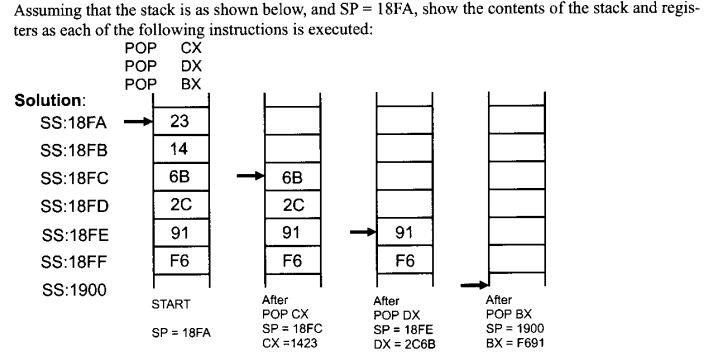 Assuming that the stack is as shown below, and SP = 18FA, show the contents of the stack and regis-
ters as each of the following instructions is executed:
POP CX
POP DX
POP BX
Solution:
SS:18FA 23
SS:18FB 14
SS:18FC 6B 6B
SS:18FD 2C 2C
SS:18FE 91 91 91
SS:18FF F6 F6 F6
SS:1900
START
SP = 18FA
After
POP CX
SP = 18FC
CX =1423
After
POP DX
SP = 18FE
DX = 2C6B
After
POP BX
SP = 1900
BX = F691